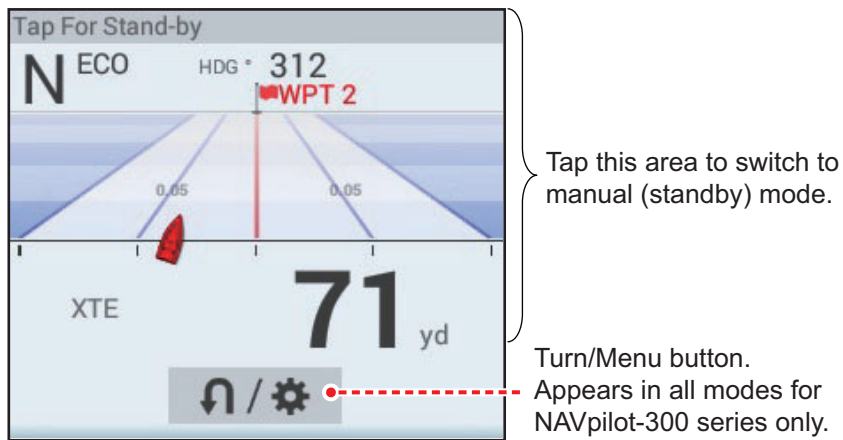 Tap For Stand-by
N ECO HDG ° 312
WPT 2
0.05 0.05
XTE 71 yd
/
Tap this area to switch to
manual (standby) mode.
Turn/Menu button.
Appears in all modes for
NAVpilot-300 series only.